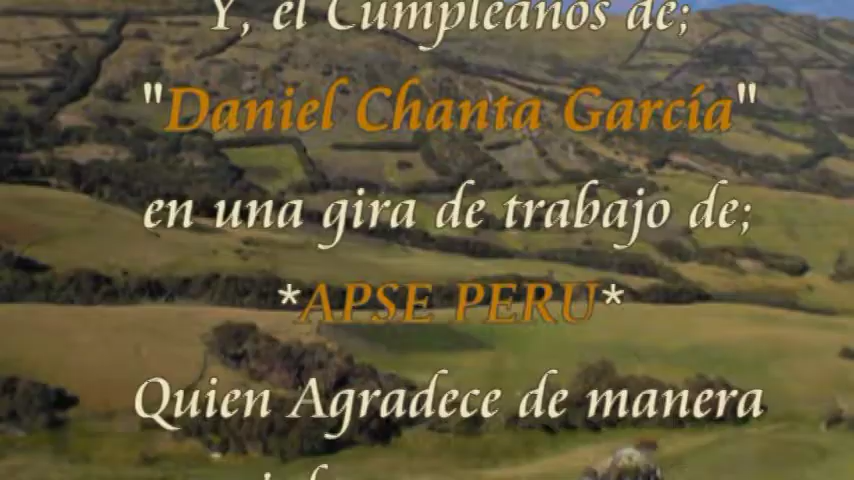 Y, el Cumpleaños de;
"Daniel Chanta García"
en una gira de trabajo de;
*APSE PERU*
Quien Agradece de manera